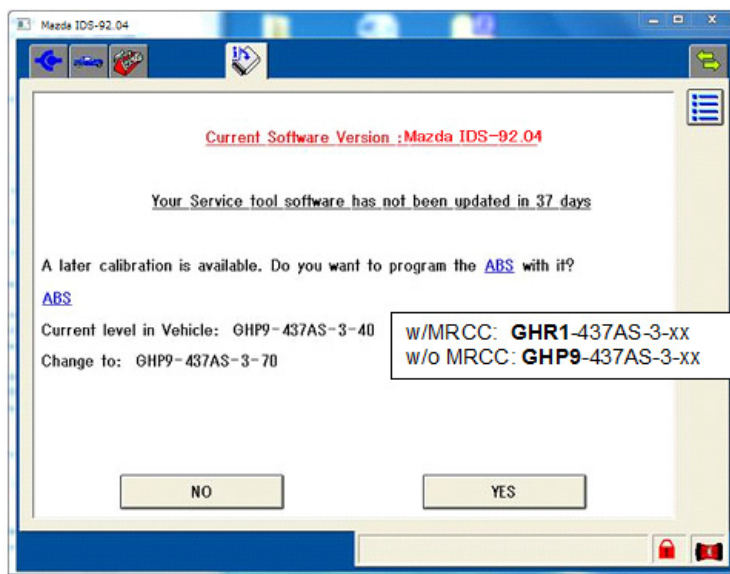 Mazda IDS-92.04
Current Software Version :Mazda IDS-92.04
Your Service tool software has not been updated in 37 days
A later calibration is available. Do you want to program the ABS with it?
ABS
Current level in Vehicle: GHP9-437AS-3-40
Change to: GHP9-437AS-3-70
w/MRCC: GHR1-437AS-3-xx
w/o MRCC: GHP9-437AS-3-xx
NO
YES